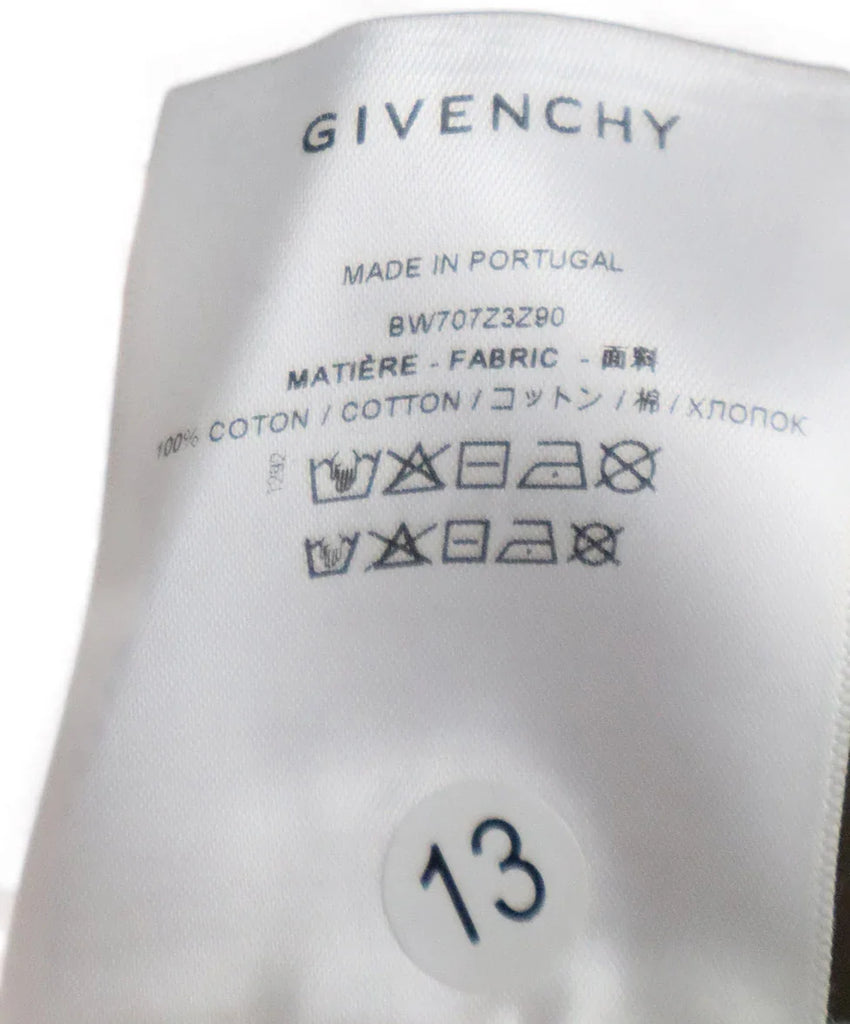 GIVENCHY
MADE IN PORTUGAL
BW707Z3Z90
MATIÈRE - FABRIC - 面料
100% COTON / COTTON / コットン / 棉 / ХЛОПОК
1292
13